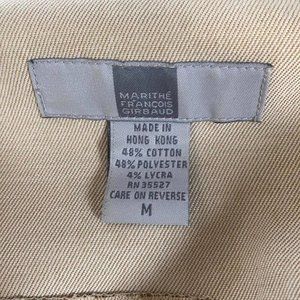 MARITHÉ
FRANÇOIS
GIRBAUD
MADE IN
HONG KONG
48% COTTON
48% POLYESTER
4% LYCRA
RN 35527
CARE ON REVERSE
M